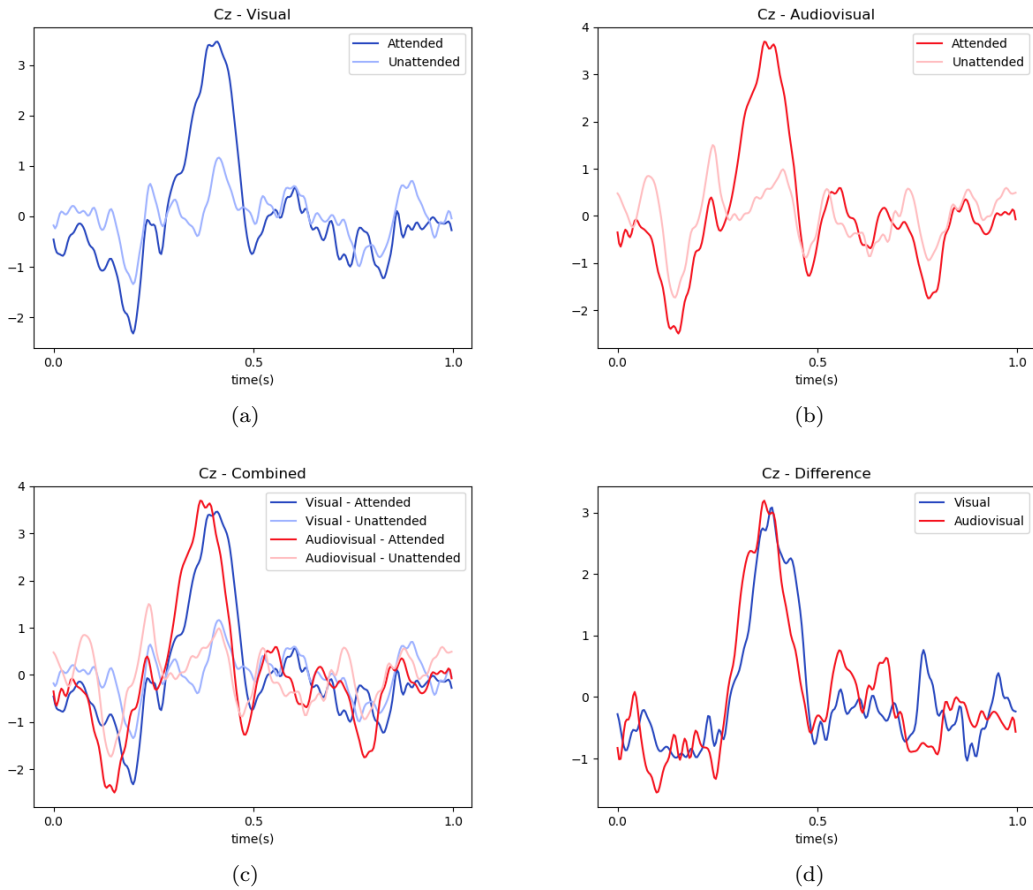 Cz - Visual
Attended
Unattended
3
2
1
0
−1
−2
0.0 0.5 1.0
time(s)
(a)
Cz - Audiovisual
Attended
Unattended
4
3
2
1
0
−1
−2
0.0 0.5 1.0
time(s)
(b)
Cz - Combined
Visual - Attended
Visual - Unattended
Audiovisual - Attended
Audiovisual - Unattended
4
3
2
1
0
−1
−2
0.0 0.5 1.0
time(s)
(c)
Cz - Difference
Visual
Audiovisual
3
2
1
0
−1
0.0 0.5 1.0
time(s)
(d)